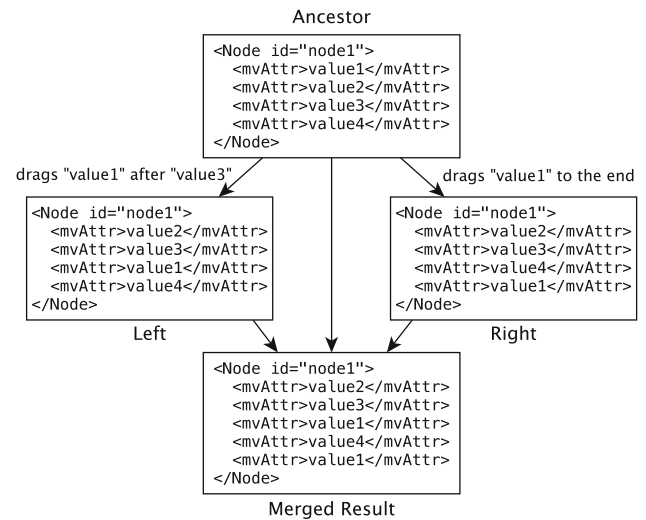 Ancestor
<Node id="node1">
<mvAttr>value1</mvAttr>
<mvAttr>value2</mvAttr>
<mvAttr>value3</mvAttr>
<mvAttr>value4</mvAttr>
</Node>
drags "value1" after "value3"
drags "value1" to the end
<Node id="node1">
<mvAttr>value2</mvAttr>
<mvAttr>value3</mvAttr>
<mvAttr>value1</mvAttr>
<mvAttr>value4</mvAttr>
</Node>
Left
<Node id="node1">
<mvAttr>value2</mvAttr>
<mvAttr>value3</mvAttr>
<mvAttr>value4</mvAttr>
<mvAttr>value1</mvAttr>
</Node>
Right
<Node id="node1">
<mvAttr>value2</mvAttr>
<mvAttr>value3</mvAttr>
<mvAttr>value1</mvAttr>
<mvAttr>value4</mvAttr>
<mvAttr>value1</mvAttr>
</Node>
Merged Result